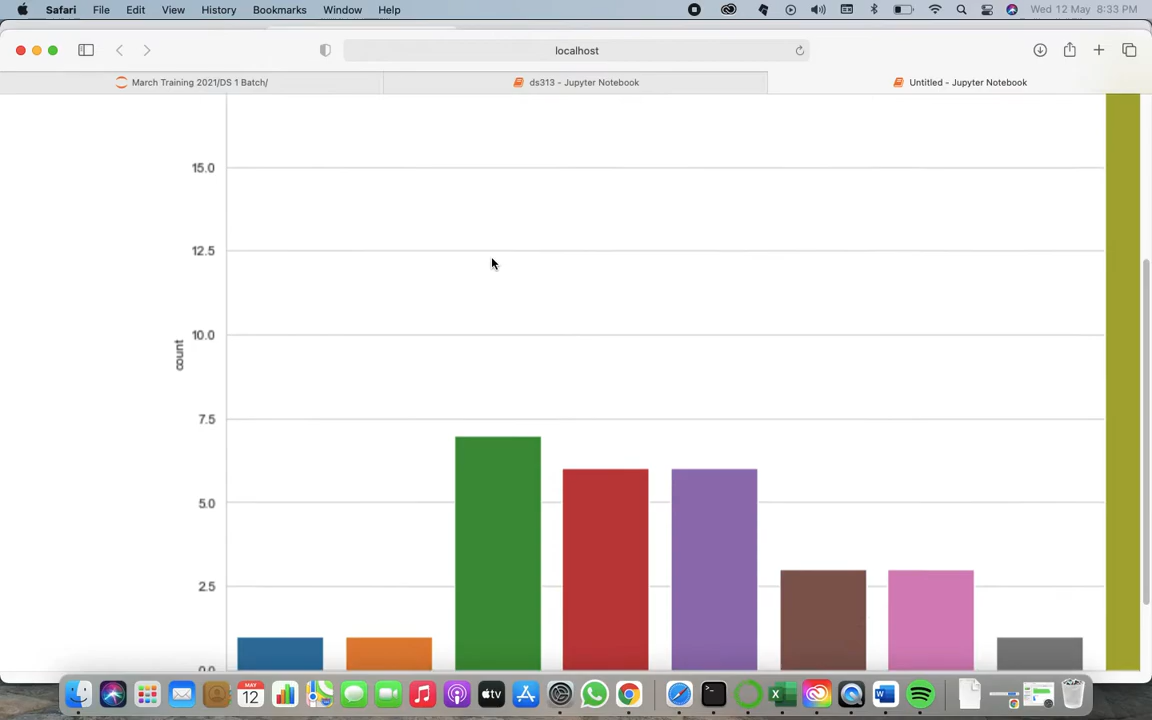 Safari File Edit View History Bookmarks Window Help Wed 12 May 8:33 PM
localhost
March Training 2021/DS 1 Batch/ ds313 - Jupyter Notebook Untitled - Jupyter Notebook
15.0
12.5
10.0
count
7.5
5.0
2.5
0.0
MAY
12
tv